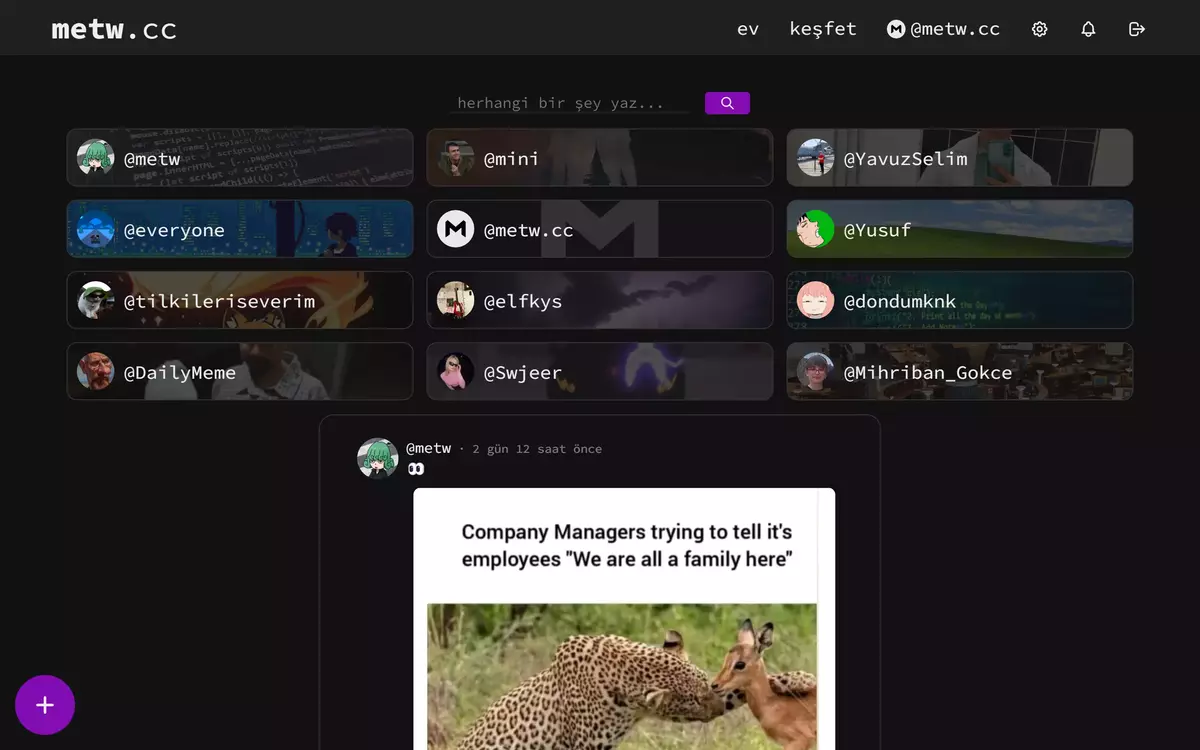 metw.cc
ev keşfet @metw.cc
herhangi bir şey yaz...
@metw @mini @YavuzSelim
@everyone @metw.cc @Yusuf
@tilkileriseverim @elfkys @dondumknk
@DailyMeme @Swjeer @Mihriban_Gokce
@metw · 2 gün 12 saat önce
Company Managers trying to tell it's
employees "We are all a family here"